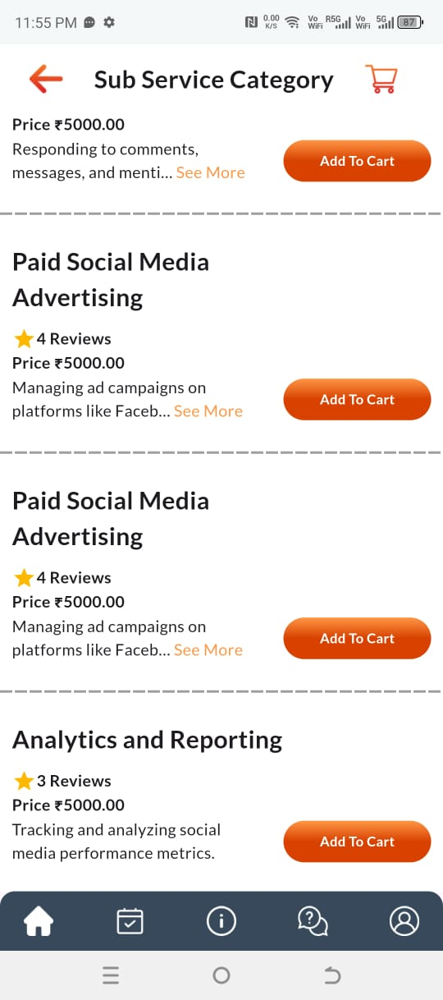 11:55 PM
0.00 K/S
Vo WiFi R5G Vo WiFi 5G 87
Sub Service Category
Price ₹5000.00
Responding to comments,
messages, and menti... See More
Add To Cart
Paid Social Media
Advertising
4 Reviews
Price ₹5000.00
Managing ad campaigns on
platforms like Faceb... See More
Add To Cart
Paid Social Media
Advertising
4 Reviews
Price ₹5000.00
Managing ad campaigns on
platforms like Faceb... See More
Add To Cart
Analytics and Reporting
3 Reviews
Price ₹5000.00
Tracking and analyzing social
media performance metrics.
Add To Cart